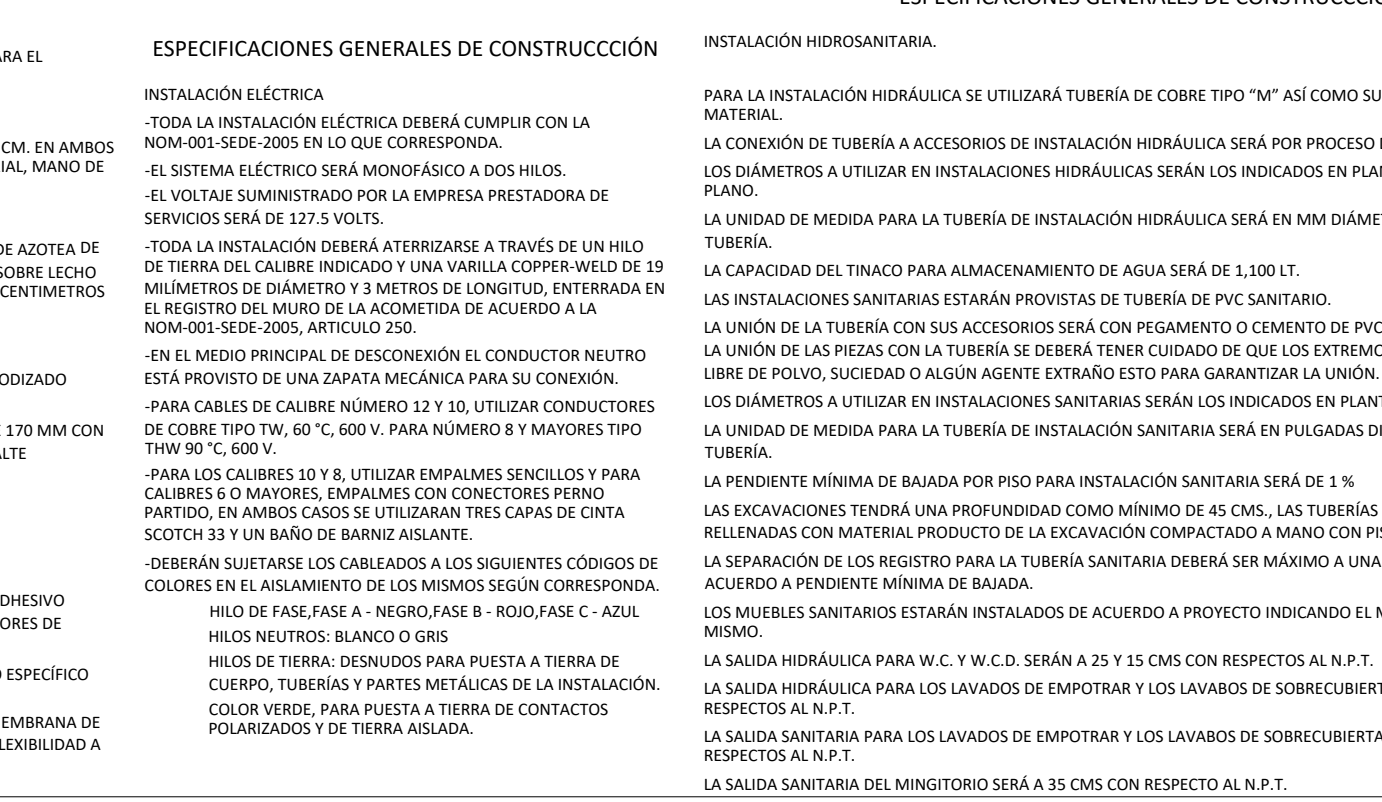 ARA EL
CM. EN AMBOS
IAL, MANO DE
DE AZOTEA DE
SOBRE LECHO
CENTIMETROS
ODIZADO
170 MM CON
ALTE
DHESIVO
ORES DE
ESPECÍFICO
EMBRANA DE
LEXIBILIDAD A
ESPECIFICACIONES GENERALES DE CONSTRUCCCIÓN
INSTALACIÓN ELÉCTRICA
-TODA LA INSTALACIÓN ELÉCTRICA DEBERÁ CUMPLIR CON LA
NOM-001-SEDE-2005 EN LO QUE CORRESPONDA.
-EL SISTEMA ELÉCTRICO SERÁ MONOFÁSICO A DOS HILOS.
-EL VOLTAJE SUMINISTRADO POR LA EMPRESA PRESTADORA DE
SERVICIOS SERÁ DE 127.5 VOLTS.
-TODA LA INSTALACIÓN DEBERÁ ATERRIZARSE A TRAVÉS DE UN HILO
DE TIERRA DEL CALIBRE INDICADO Y UNA VARILLA COPPER-WELD DE 19
MILÍMETROS DE DIÁMETRO Y 3 METROS DE LONGITUD, ENTERRADA EN
EL REGISTRO DEL MURO DE LA ACOMETIDA DE ACUERDO A LA
NOM-001-SEDE-2005, ARTICULO 250.
-EN EL MEDIO PRINCIPAL DE DESCONEXIÓN EL CONDUCTOR NEUTRO
ESTÁ PROVISTO DE UNA ZAPATA MECÁNICA PARA SU CONEXIÓN.
-PARA CABLES DE CALIBRE NÚMERO 12 Y 10, UTILIZAR CONDUCTORES
DE COBRE TIPO TW, 60 °C, 600 V. PARA NÚMERO 8 Y MAYORES TIPO
THW 90 °C, 600 V.
-PARA LOS CALIBRES 10 Y 8, UTILIZAR EMPALMES SENCILLOS Y PARA
CALIBRES 6 O MAYORES, EMPALMES CON CONECTORES PERNO
PARTIDO, EN AMBOS CASOS SE UTILIZARAN TRES CAPAS DE CINTA
SCOTCH 33 Y UN BAÑO DE BARNIZ AISLANTE.
-DEBERÁN SUJETARSE LOS CABLEADOS A LOS SIGUIENTES CÓDIGOS DE
COLORES EN EL AISLAMIENTO DE LOS MISMOS SEGÚN CORRESPONDA.
HILO DE FASE,FASE A - NEGRO,FASE B - ROJO,FASE C - AZUL
HILOS NEUTROS: BLANCO O GRIS
HILOS DE TIERRA: DESNUDOS PARA PUESTA A TIERRA DE
CUERPO, TUBERÍAS Y PARTES METÁLICAS DE LA INSTALACIÓN.
COLOR VERDE, PARA PUESTA A TIERRA DE CONTACTOS
POLARIZADOS Y DE TIERRA AISLADA.
ESPECIFICACIONES GENERALES DE CONSTRUCCCIÓ
INSTALACIÓN HIDROSANITARIA.
PARA LA INSTALACIÓN HIDRÁULICA SE UTILIZARÁ TUBERÍA DE COBRE TIPO “M” ASÍ COMO SU
MATERIAL.
LA CONEXIÓN DE TUBERÍA A ACCESORIOS DE INSTALACIÓN HIDRÁULICA SERÁ POR PROCESO
LOS DIÁMETROS A UTILIZAR EN INSTALACIONES HIDRÁULICAS SERÁN LOS INDICADOS EN PLAN
PLANO.
LA UNIDAD DE MEDIDA PARA LA TUBERÍA DE INSTALACIÓN HIDRÁULICA SERÁ EN MM DIÁME
TUBERÍA.
LA CAPACIDAD DEL TINACO PARA ALMACENAMIENTO DE AGUA SERÁ DE 1,100 LT.
LAS INSTALACIONES SANITARIAS ESTARÁN PROVISTAS DE TUBERÍA DE PVC SANITARIO.
LA UNIÓN DE LA TUBERÍA CON SUS ACCESORIOS SERÁ CON PEGAMENTO O CEMENTO DE PVC
LA UNIÓN DE LAS PIEZAS CON LA TUBERÍA SE DEBERÁ TENER CUIDADO DE QUE LOS EXTREMO
LIBRE DE POLVO, SUCIEDAD O ALGÚN AGENTE EXTRAÑO ESTO PARA GARANTIZAR LA UNIÓN.
LOS DIÁMETROS A UTILIZAR EN INSTALACIONES SANITARIAS SERÁN LOS INDICADOS EN PLANT
LA UNIDAD DE MEDIDA PARA LA TUBERÍA DE INSTALACIÓN SANITARIA SERÁ EN PULGADAS DI
TUBERÍA.
LA PENDIENTE MÍNIMA DE BAJADA POR PISO PARA INSTALACIÓN SANITARIA SERÁ DE 1 %
LAS EXCAVACIONES TENDRÁ UNA PROFUNDIDAD COMO MÍNIMO DE 45 CMS., LAS TUBERÍAS
RELLENADAS CON MATERIAL PRODUCTO DE LA EXCAVACIÓN COMPACTADO A MANO CON PIS
LA SEPARACIÓN DE LOS REGISTRO PARA LA TUBERÍA SANITARIA DEBERÁ SER MÁXIMO A UNA
ACUERDO A PENDIENTE MÍNIMA DE BAJADA.
LOS MUEBLES SANITARIOS ESTARÁN INSTALADOS DE ACUERDO A PROYECTO INDICANDO EL M
MISMO.
LA SALIDA HIDRÁULICA PARA W.C. Y W.C.D. SERÁN A 25 Y 15 CMS CON RESPECTOS AL N.P.T.
LA SALIDA HIDRÁULICA PARA LOS LAVADOS DE EMPOTRAR Y LOS LAVABOS DE SOBRECUBIERT
RESPECTOS AL N.P.T.
LA SALIDA SANITARIA PARA LOS LAVADOS DE EMPOTRAR Y LOS LAVABOS DE SOBRECUBIERTA
RESPECTOS AL N.P.T.
LA SALIDA SANITARIA DEL MINGITORIO SERÁ A 35 CMS CON RESPECTO AL N.P.T.